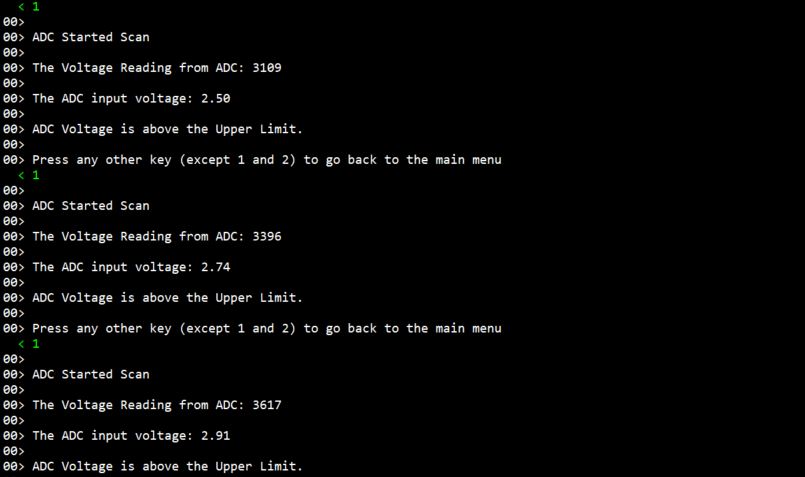 < 1
00>
00> ADC Started Scan
00>
00> The Voltage Reading from ADC: 3109
00>
00> The ADC input voltage: 2.50
00>
00> ADC Voltage is above the Upper Limit.
00>
00> Press any other key (except 1 and 2) to go back to the main menu
< 1
00>
00> ADC Started Scan
00>
00> The Voltage Reading from ADC: 3396
00>
00> The ADC input voltage: 2.74
00>
00> ADC Voltage is above the Upper Limit.
00>
00> Press any other key (except 1 and 2) to go back to the main menu
< 1
00>
00> ADC Started Scan
00>
00> The Voltage Reading from ADC: 3617
00>
00> The ADC input voltage: 2.91
00>
00> ADC Voltage is above the Upper Limit.